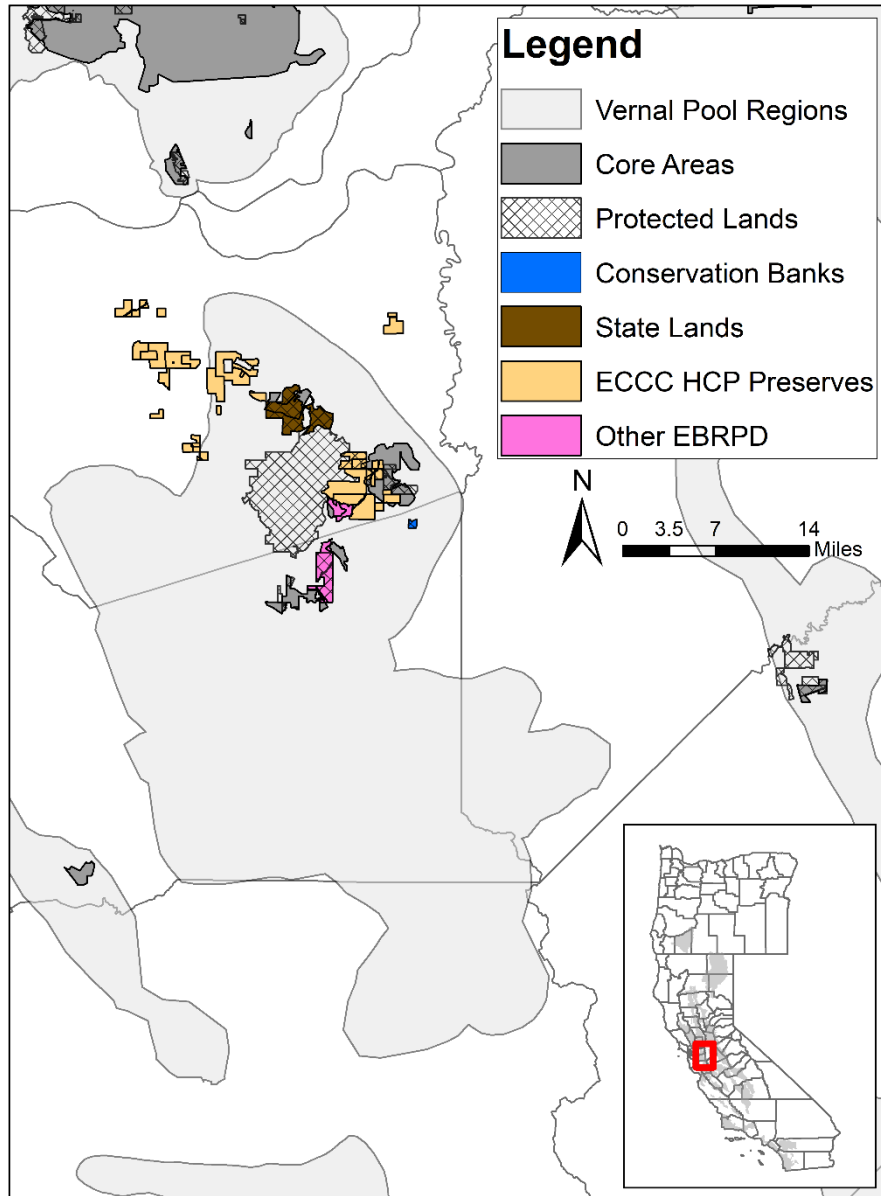 Legend
Vernal Pool Regions
Core Areas
Protected Lands
Conservation Banks
State Lands
ECCC HCP Preserves
Other EBRPD
N
0 3.5 7 14
Miles